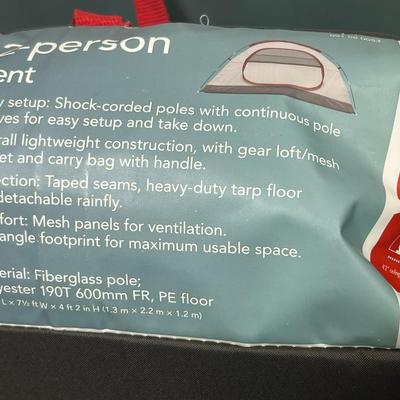 2-person
ent
y setup: Shock-corded poles with continuous pole
ves for easy setup and take down.
rall lightweight construction, with gear loft/mesh
et and carry bag with handle.
ection: Taped seams, heavy-duty tarp floor
detachable rainfly.
fort: Mesh panels for ventilation.
angle footprint for maximum usable space.
erial: Fiberglass pole;
yester 190T 600mm FR, PE floor
L x 7½ ft W x 4 ft 2 in H (1.3 m x 2.2 m x 1.2 m)